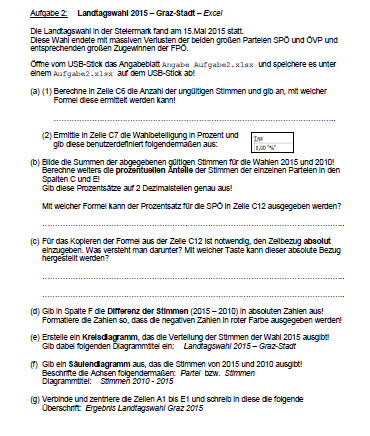 Aufgabe 2: Landtagswahl 2015 – Graz-Stadt – Excel
Die Landtagswahl in der Steiermark fand am 15.Mai 2015 statt.
Diese Wahl endete mit massiven Verlusten der beiden großen Parteien SPÖ und ÖVP und
entsprechenden großen Zugewinnen der FPÖ.
Öffne vom USB-Stick das Angabeblatt Angabe Aufgabe2.xlsx und speichere es unter
einem Aufgabe2.xlsx auf dem USB-Stick ab!
(a) (1) Berechne in Zelle C6 die Anzahl der ungültigen Stimmen und gib an, mit welcher
Formel diese ermittelt werden kann!
(2) Ermittle in Zelle C7 die Wahlbeteiligung in Prozent und
gib diese benutzerdefiniert folgendermaßen aus:
Typ:
0,00 "%"
(b) Bilde die Summen der abgegebenen gültigen Stimmen für die Wahlen 2015 und 2010!
Berechne weiters die prozentuellen Anteile der Stimmen der einzelnen Parteien in den
Spalten C und E!
Gib diese Prozentsätze auf 2 Dezimalstellen genau aus!
Mit welcher Formel kann der Prozentsatz für die SPÖ in Zelle C12 ausgegeben werden?
(c) Für das Kopieren der Formel aus der Zelle C12 ist notwendig, den Zellbezug absolut
einzugeben. Was versteht man darunter? Mit welcher Taste kann dieser absolute Bezug
hergestellt werden?
(d) Gib in Spalte F die Differenz der Stimmen (2015 – 2010) in absoluten Zahlen aus!
Formatiere die Zahlen so, dass die negativen Zahlen in roter Farbe ausgegeben werden!
(e) Erstelle ein Kreisdiagramm, das die Verteilung der Stimmen der Wahl 2015 ausgibt!
Gib dabei folgenden Diagrammtitel ein: Landtagswahl 2015 – Graz-Stadt
(f) Gib ein Säulendiagramm aus, das die Stimmen von 2015 und 2010 ausgibt!
Beschrifte die Achsen folgendermaßen: Partei bzw. Stimmen
Diagrammtitel: Stimmen 2010 - 2015
(g) Verbinde und zentriere die Zellen A1 bis E1 und schreib in diese die folgende
Überschrift: Ergebnis Landtagswahl Graz 2015